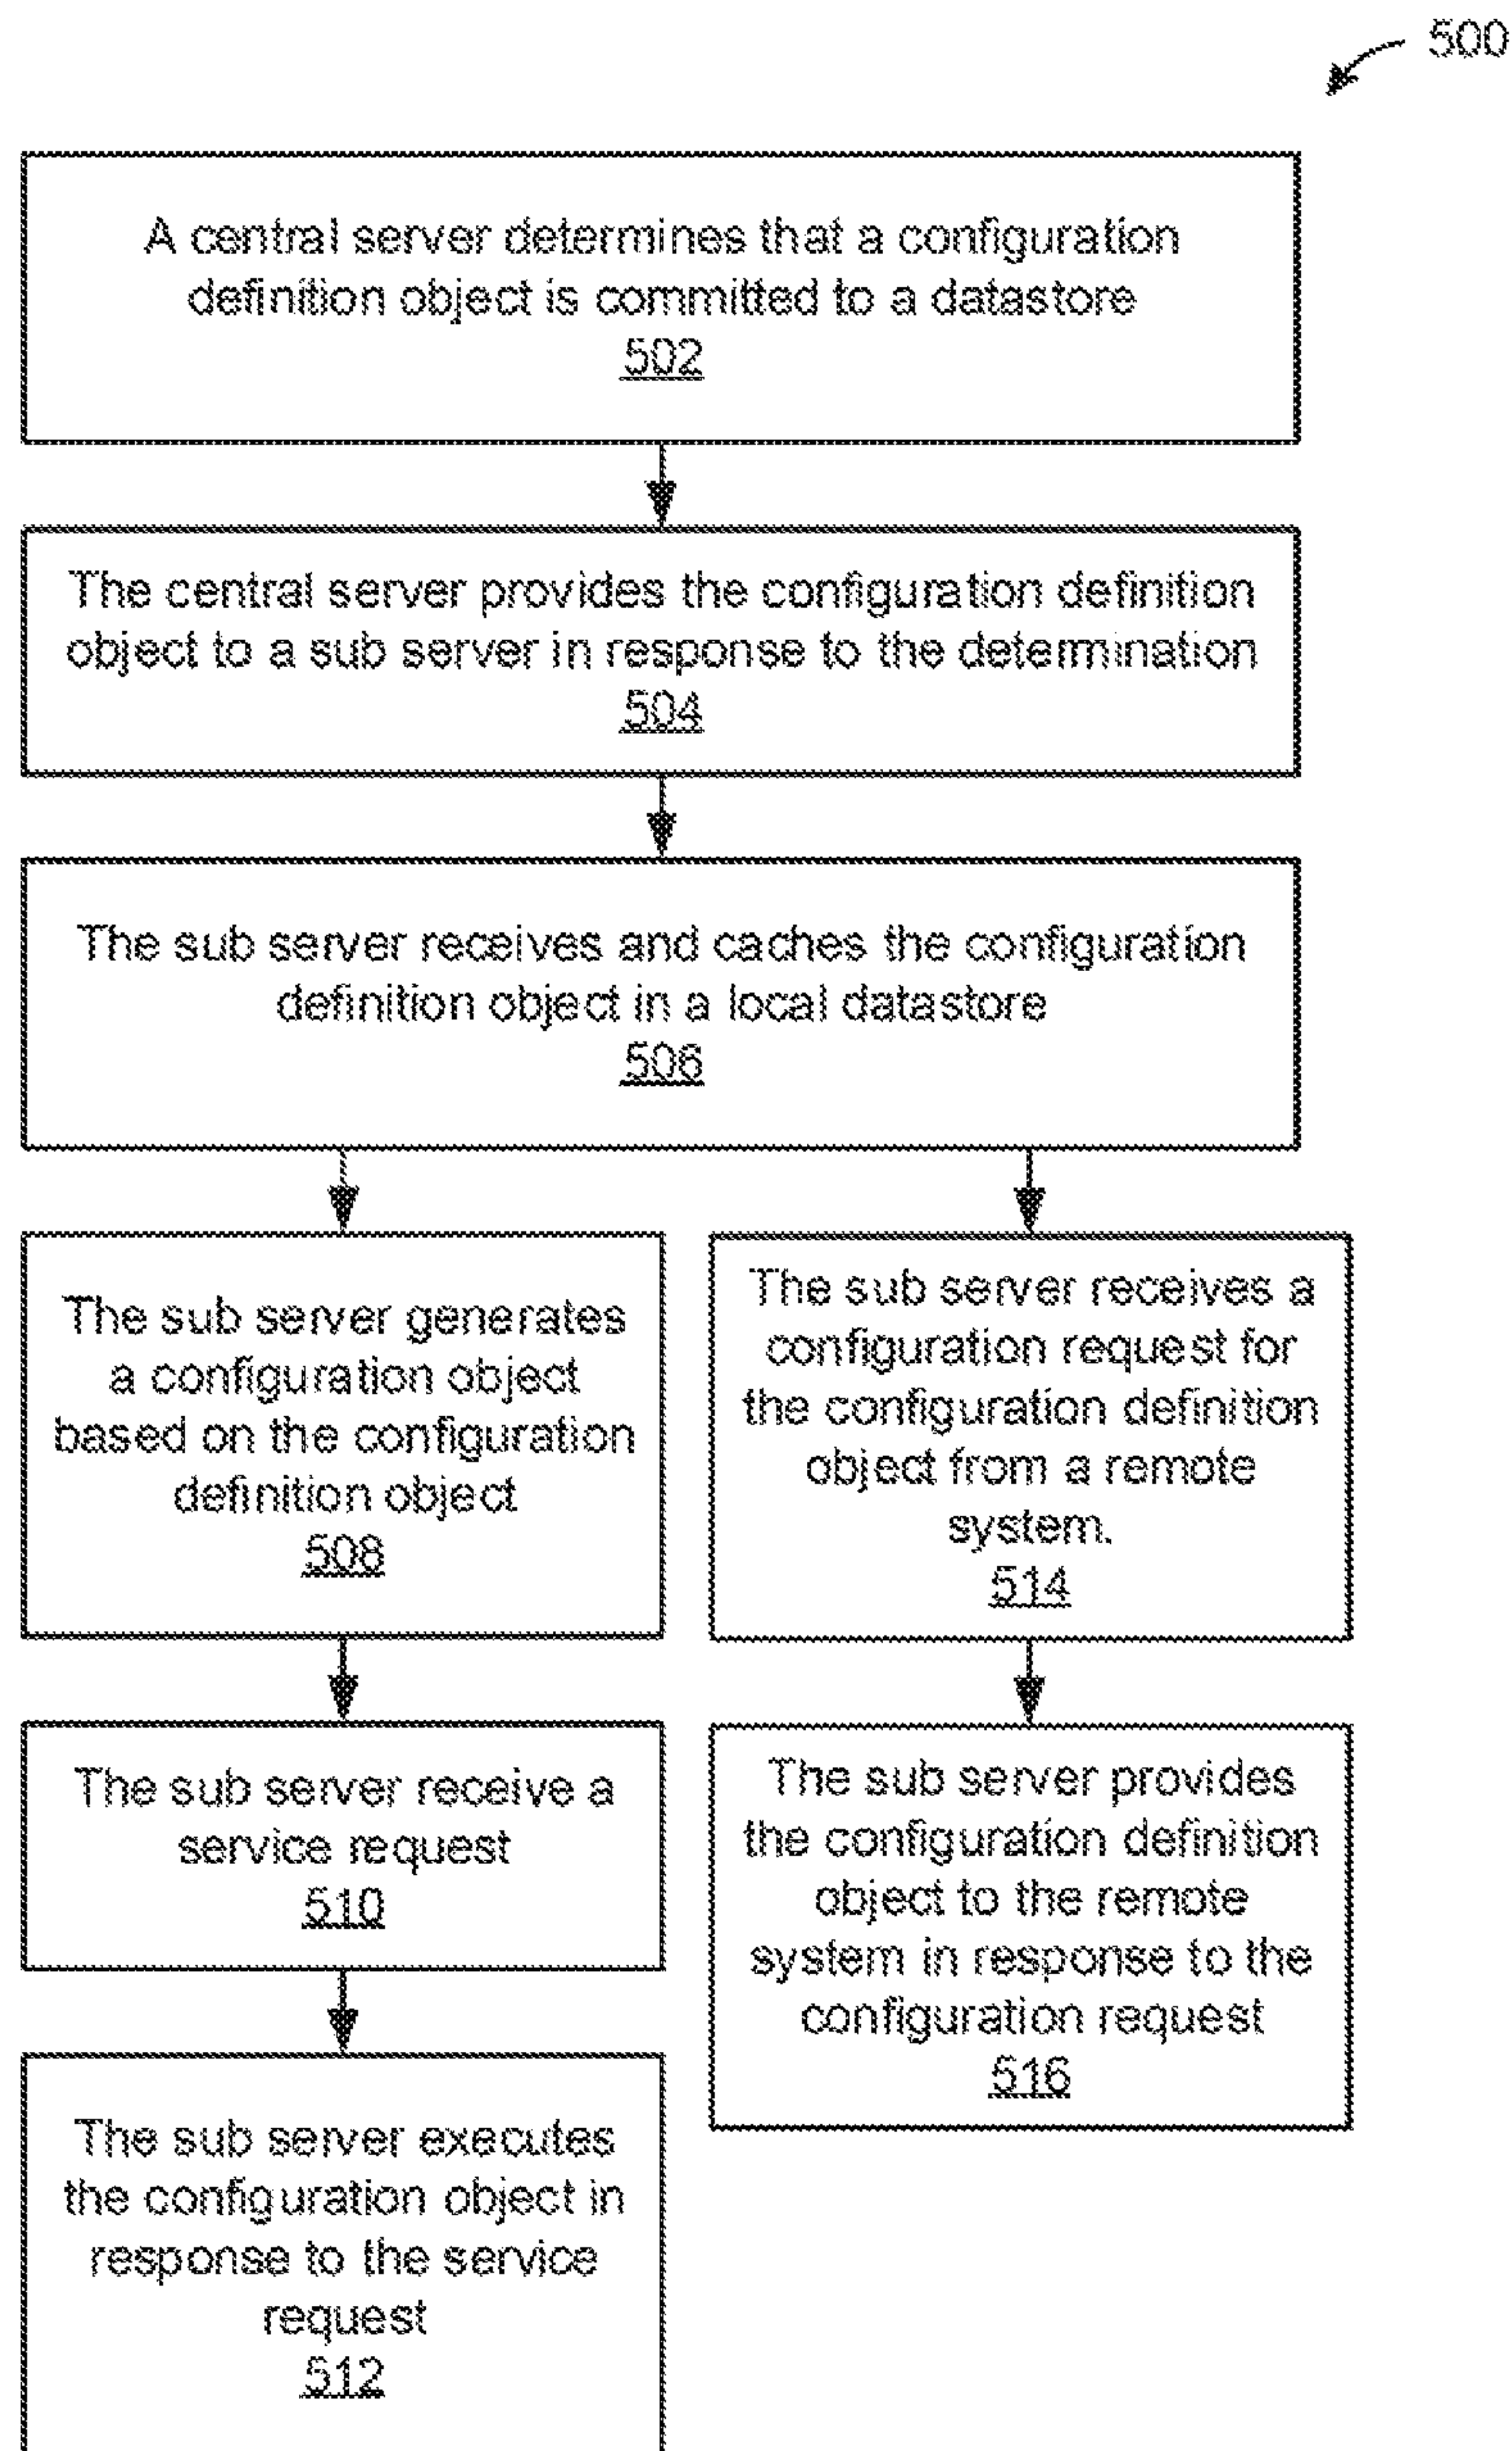 500
A central server determines that a configuration
definition object is committed to a datastore
502
The central server provides the configuration definition
object to a sub server in response to the determination
504
The sub server receives and caches the configuration
definition object in a local datastore
506
The sub server generates
a configuration object
based on the configuration
definition object
508
The sub server receive a
service request
510
The sub server executes
the configuration object in
response to the service
request
512
The sub server receives a
configuration request for
the configuration definition
object from a remote
system.
514
The sub server provides
the configuration definition
object to the remote
system in response to the
configuration request
516